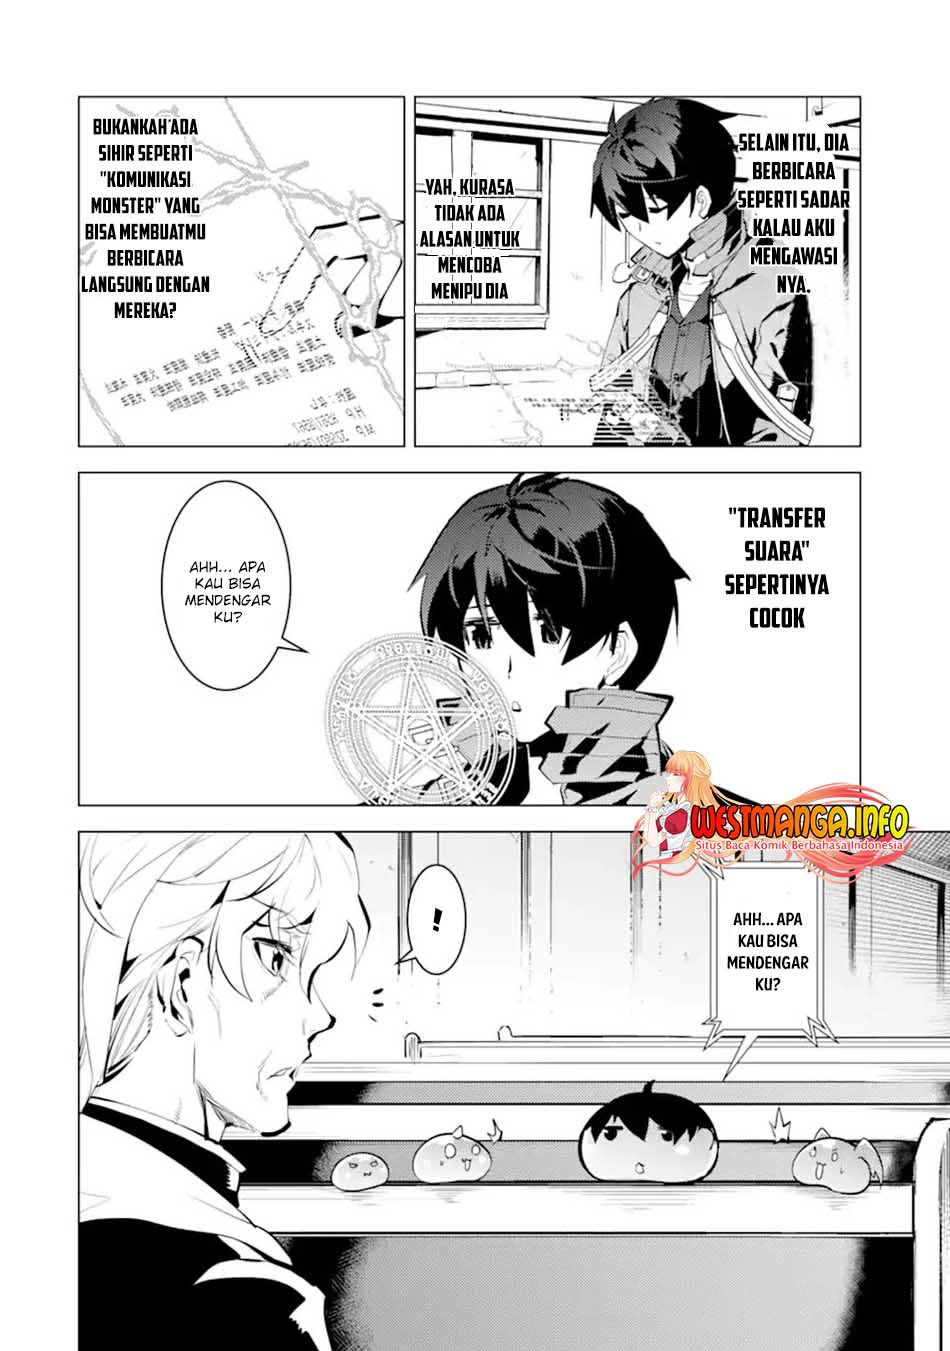 SELAIN ITU, DIA
BERBICARA
SEPERTI SADAR
KALAU AKU
MENGAWASI
NYA.
YAH, KURASA
TIDAK ADA
ALASAN UNTUK
MENCOBA
MENIPU DIA
BUKANKAH ADA
SIHIR SEPERTI
"KOMUNIKASI
MONSTER" YANG
BISA MEMBUATMU
BERBICARA
LANGSUNG DENGAN
MEREKA?
"TRANSFER
SUARA"
SEPERTINYA
COCOK
AHH... APA
KAU BISA
MENDENGAR
KU?
WESTMANGA.INFO
Situs Baca Komik Berbahasa Indonesia
AHH... APA
KAU BISA
MENDENGAR
KU?
!